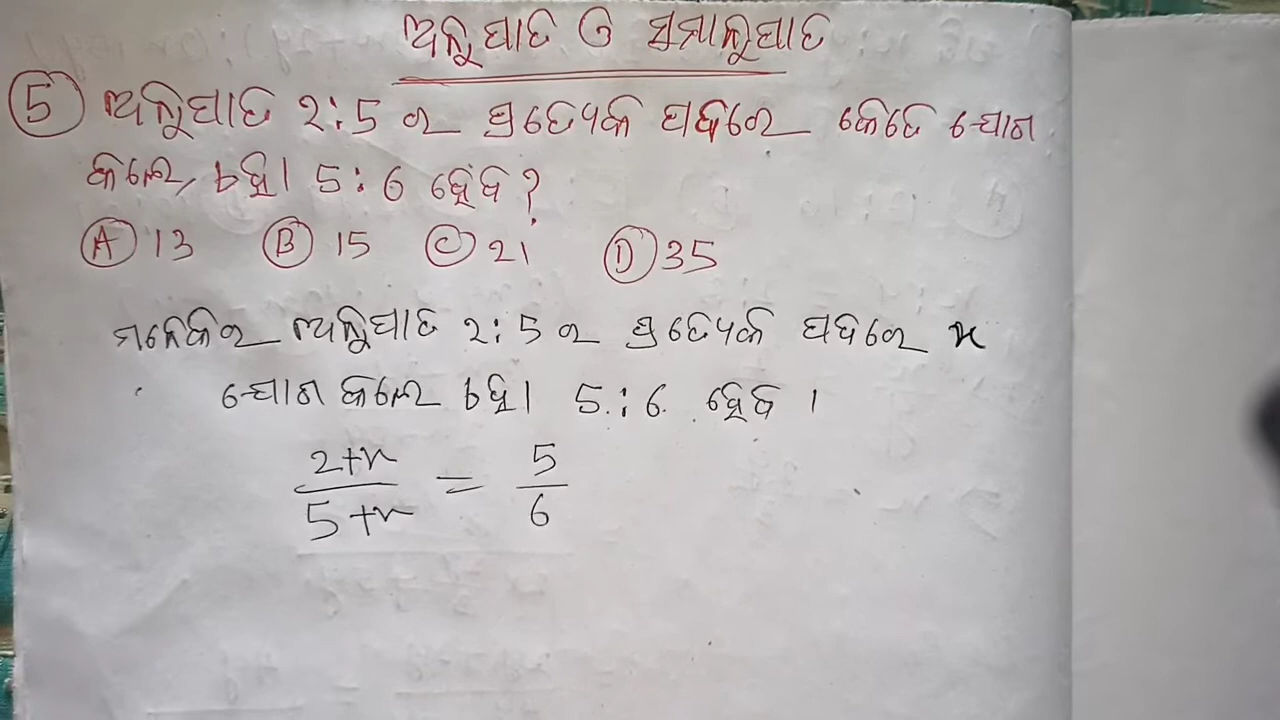 ଅନୁପାତ ଓ ସମାନୁପାତ
5 ଅନୁପାତ 2:5 ର ପ୍ରତ୍ୟେକ ପଦରେ କେତେ ଯୋଗ
କଲେ, ତାହା 5:6 ହେବ?
A 13 B 15 C 21 D 35
ମନେକର ଅନୁପାତ 2:5 ର ପ୍ରତ୍ୟେକ ପଦରେ x
ଯୋଗ କଲେ ତାହା 5:6 ହେବ ।
2+x / 5+x = 5 / 6